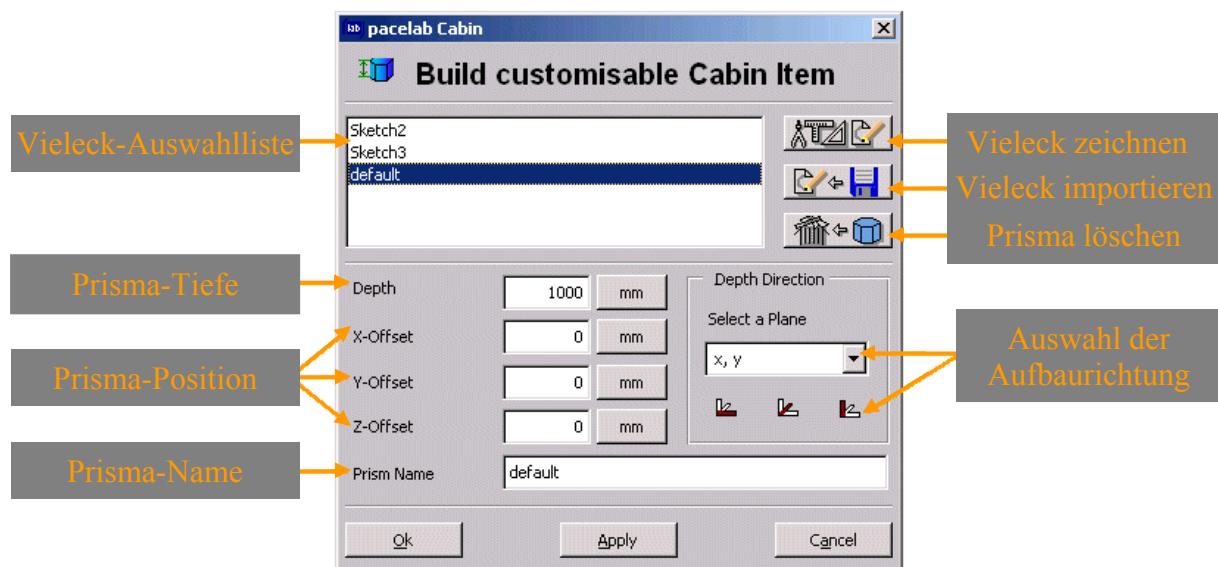 lab pacelab Cabin
Build customisable Cabin Item
Vieleck-Auswahlliste
Sketch2
Sketch3
default
Vieleck zeichnen
Vieleck importieren
Prisma löschen
Prisma-Tiefe
Depth
1000
mm
Depth Direction
Select a Plane
x, y
Auswahl der
Aufbaurichtung
Prisma-Position
X-Offset
0
mm
Y-Offset
0
mm
Z-Offset
0
mm
Prisma-Name
Prism Name
default
Ok
Apply
Cancel